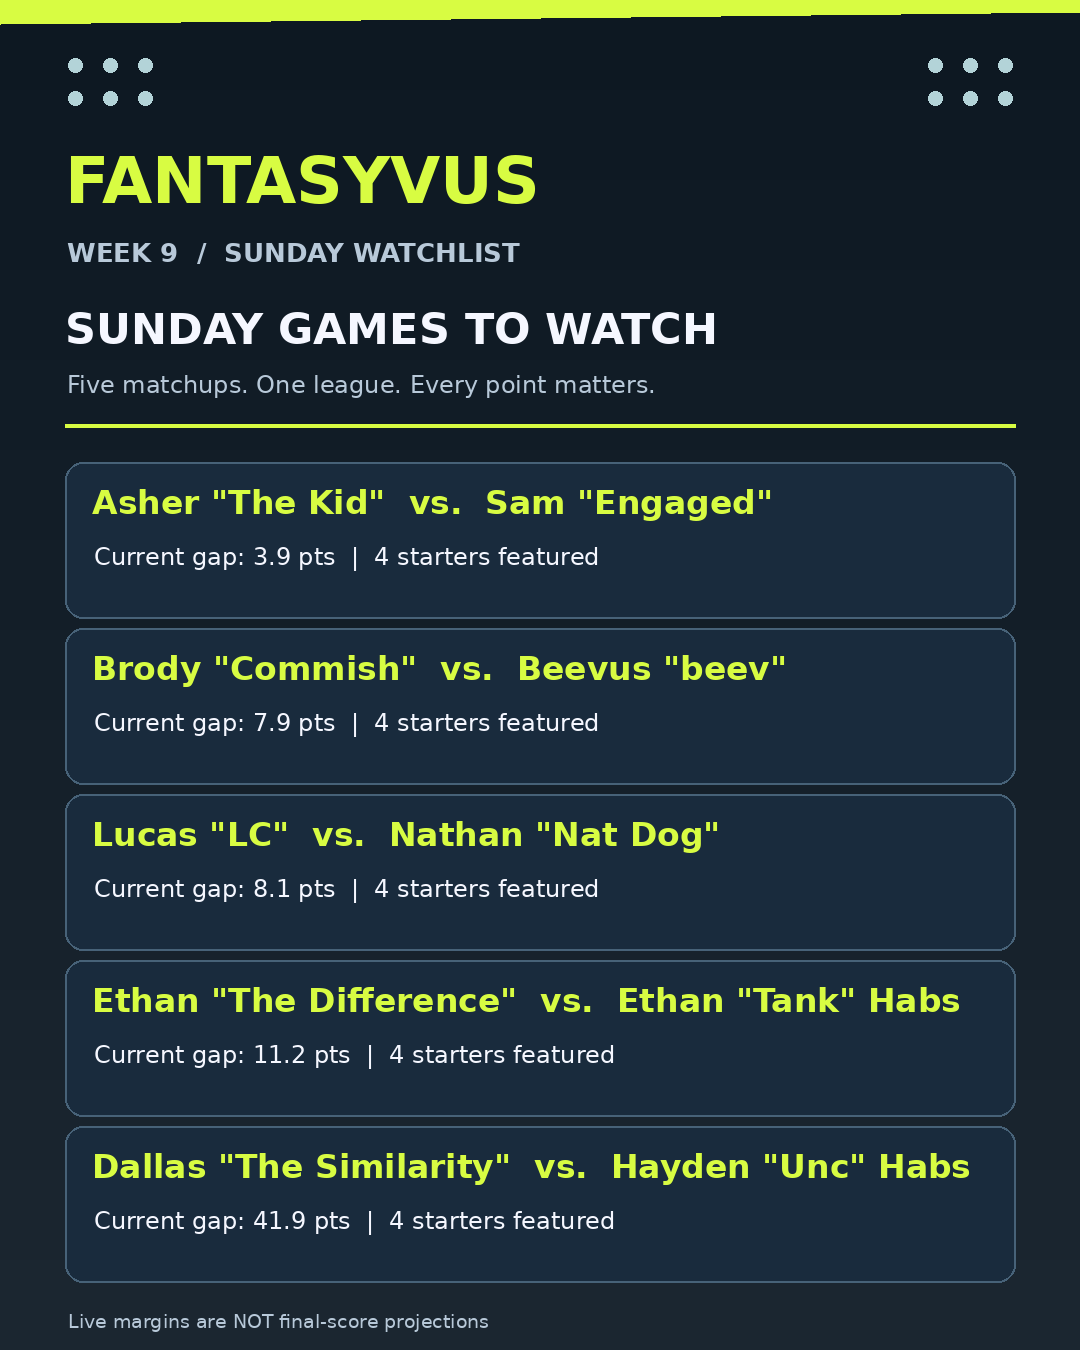 FANTASYVUS
WEEK 9 / SUNDAY WATCHLIST
SUNDAY GAMES TO WATCH
Five matchups. One league. Every point matters.
Asher "The Kid" vs. Sam "Engaged"
Current gap: 3.9 pts | 4 starters featured
Brody "Commish" vs. Beevus "beev"
Current gap: 7.9 pts | 4 starters featured
Lucas "LC" vs. Nathan "Nat Dog"
Current gap: 8.1 pts | 4 starters featured
Ethan "The Difference" vs. Ethan "Tank" Habs
Current gap: 11.2 pts | 4 starters featured
Dallas "The Similarity" vs. Hayden "Unc" Habs
Current gap: 41.9 pts | 4 starters featured
Live margins are NOT final-score projections